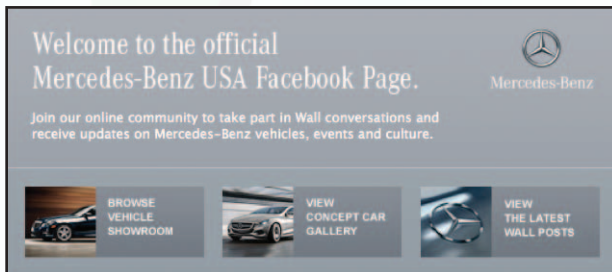 Welcome to the official
Mercedes-Benz USA Facebook Page.
Mercedes-Benz
Join our online community to take part in Wall conversations and
receive updates on Mercedes-Benz vehicles, events and culture.
BROWSE
VEHICLE
SHOWROOM
VIEW
CONCEPT CAR
GALLERY
VIEW
THE LATEST
WALL POSTS